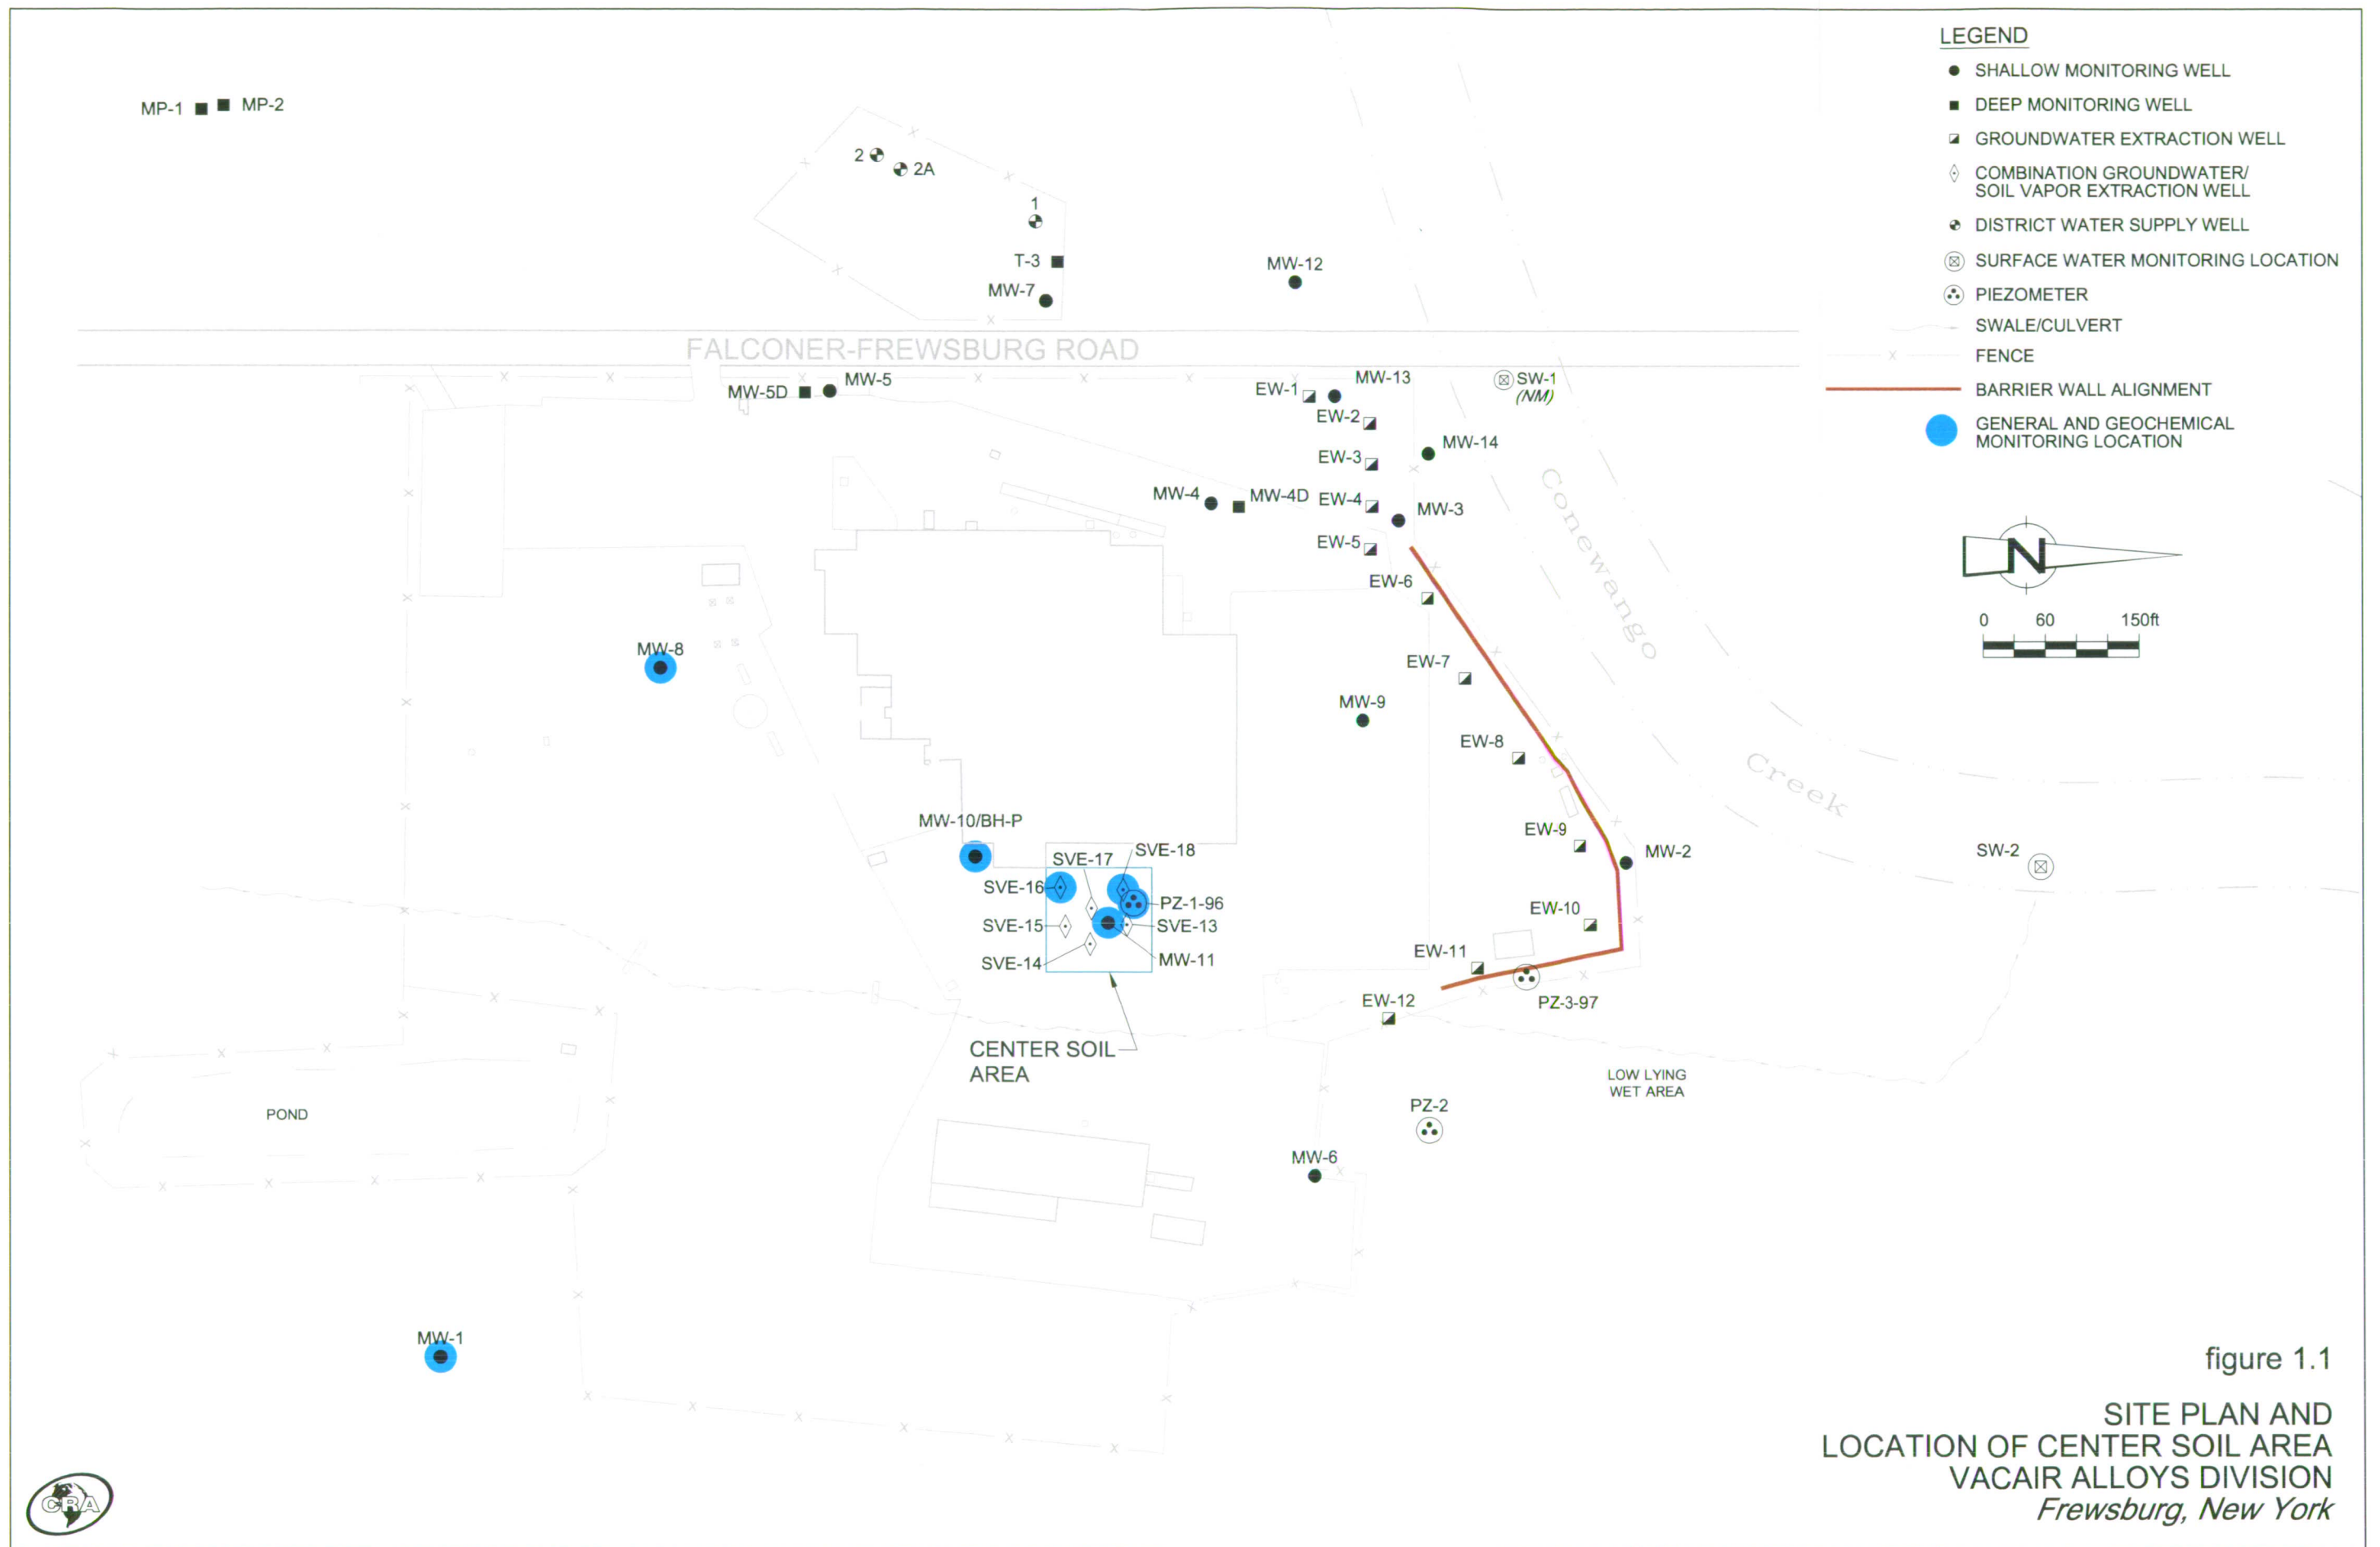 LEGEND
SHALLOW MONITORING WELL
DEEP MONITORING WELL
GROUNDWATER EXTRACTION WELL
COMBINATION GROUNDWATER/
SOIL VAPOR EXTRACTION WELL
DISTRICT WATER SUPPLY WELL
SURFACE WATER MONITORING LOCATION
PIEZOMETER
SWALE/CULVERT
FENCE
BARRIER WALL ALIGNMENT
GENERAL AND GEOCHEMICAL
MONITORING LOCATION
MP-1
MP-2
2
2A
1
T-3
MW-7
MW-12
FALCONER-FREWSBURG ROAD
MW-5D
MW-5
EW-1
MW-13
SW-1
(NM)
EW-2
MW-14
EW-3
MW-4
MW-4D
EW-4
MW-3
EW-5
EW-6
Conewango
Creek
N
0 60 150ft
MW-8
EW-7
MW-9
EW-8
MW-10/BH-P
EW-9
MW-2
SW-2
SVE-17
SVE-18
SVE-16
PZ-1-96
SVE-15
SVE-13
SVE-14
MW-11
EW-10
EW-11
PZ-3-97
EW-12
CENTER SOIL
AREA
LOW LYING
WET AREA
POND
PZ-2
MW-6
MW-1
figure 1.1
SITE PLAN AND
LOCATION OF CENTER SOIL AREA
VACAIR ALLOYS DIVISION
Frewsburg, New York
CRA